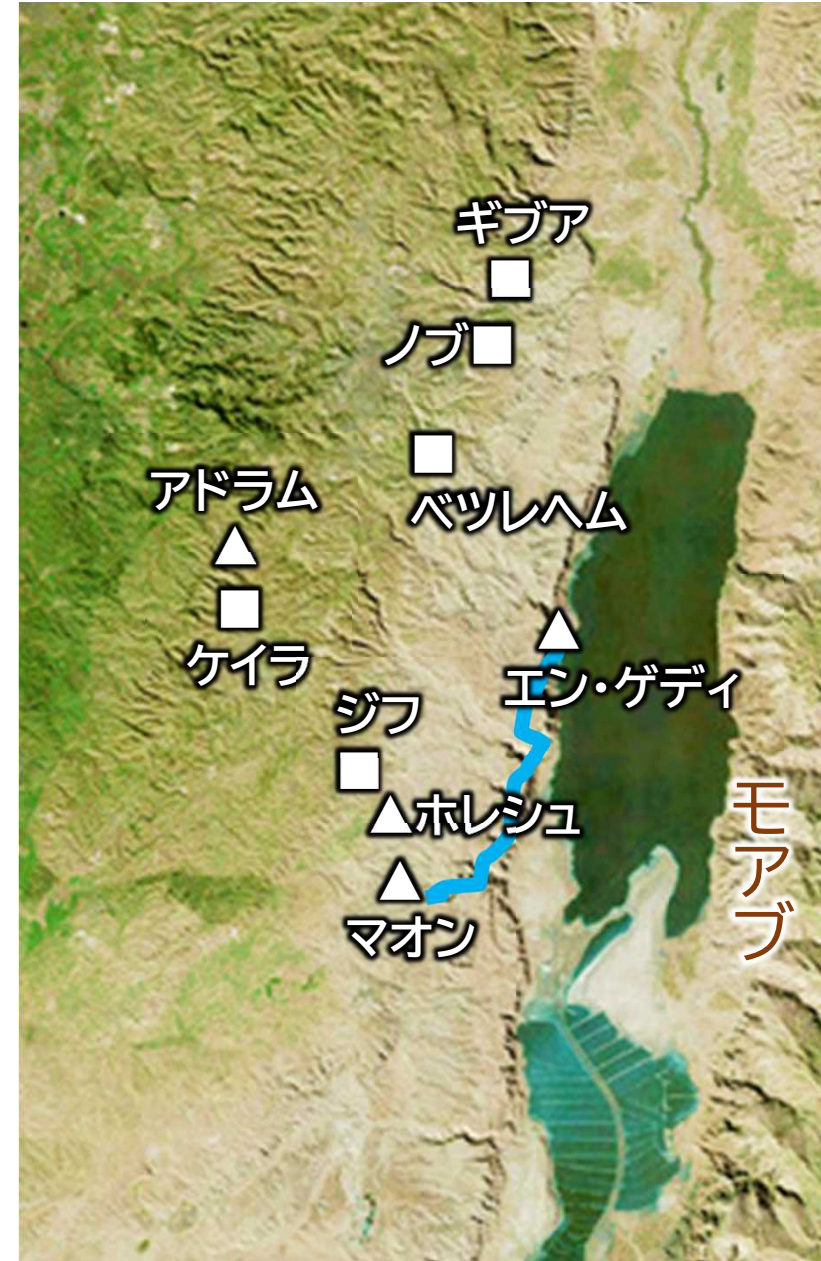 ギブア
ノブ
ベツレヘム
アドラム
ケイラ
エン・ゲディ
ジフ
ホレシュ
マオン
モアブ